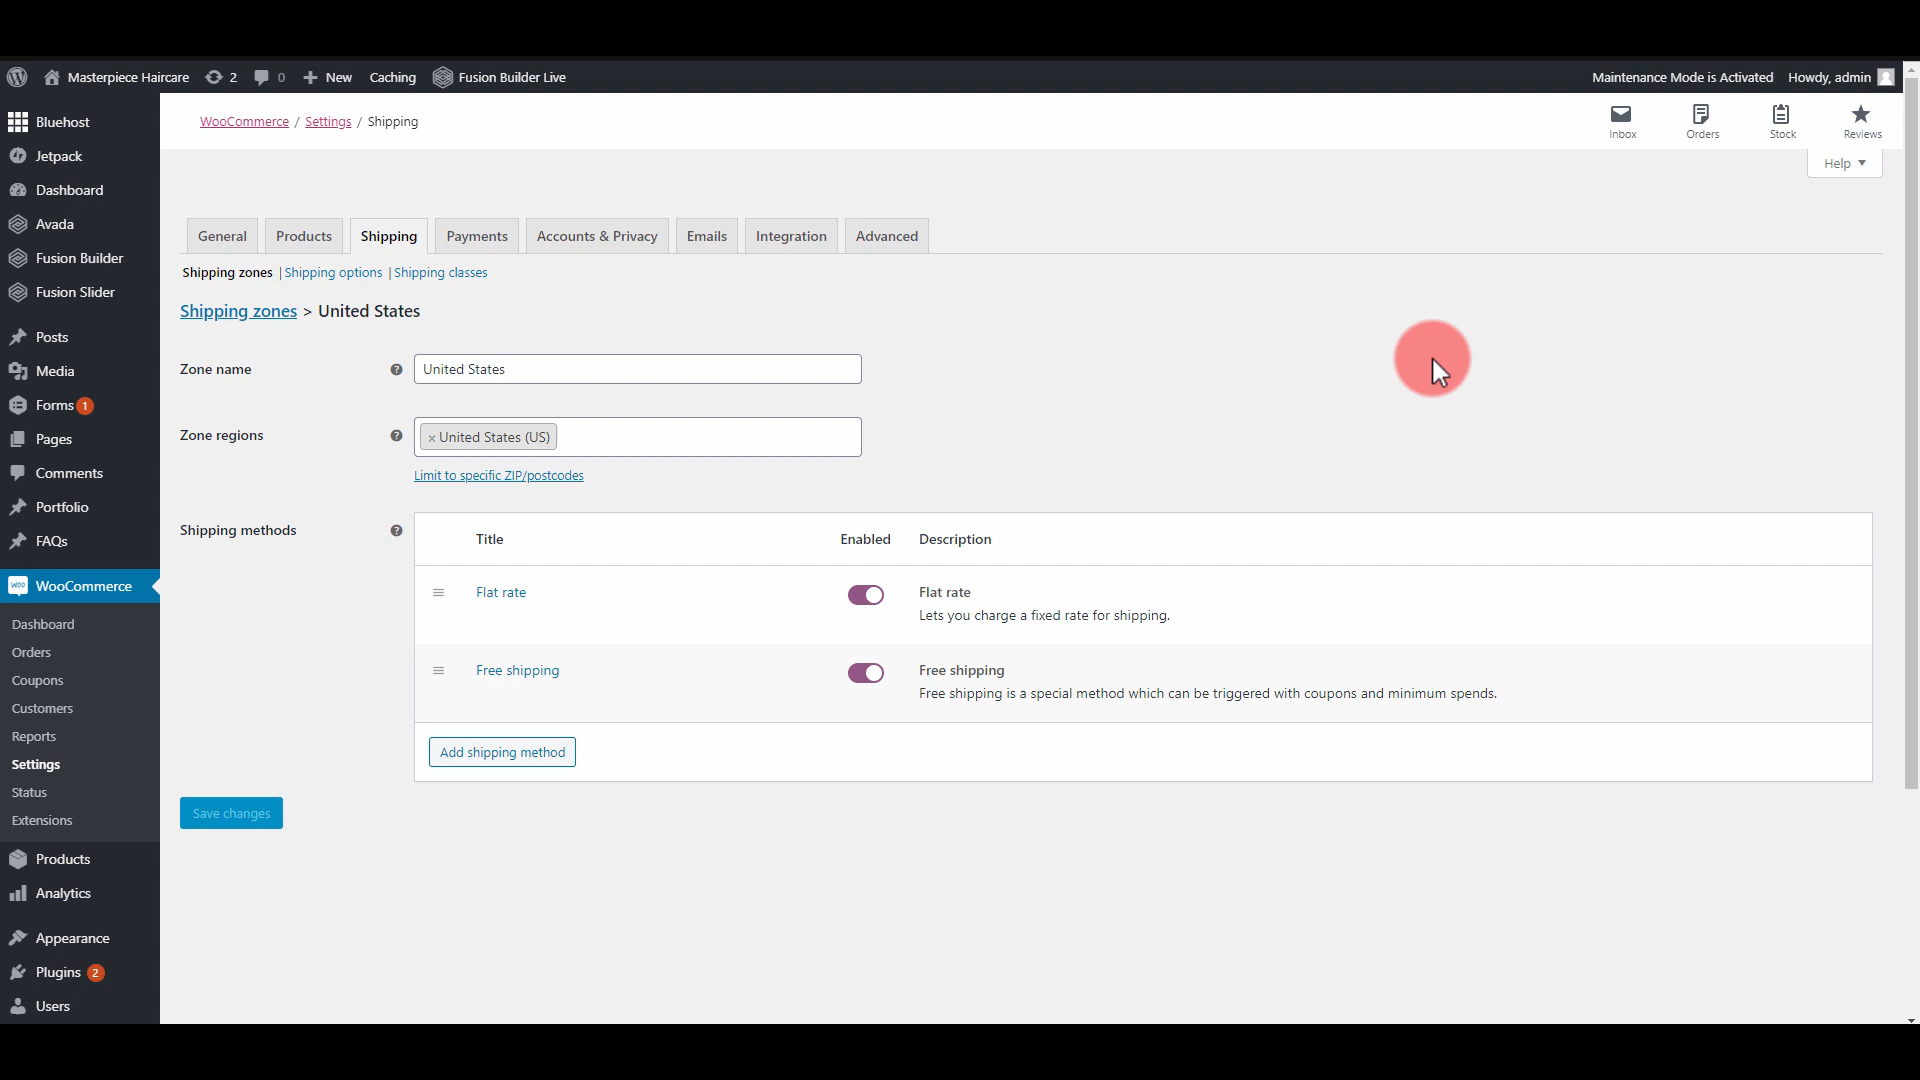 Masterpiece Haircare 2 0 New Caching Fusion Builder Live Maintenance Mode is Activated Howdy, admin
Bluehost
Jetpack
Dashboard
Avada
Fusion Builder
Fusion Slider
Posts
Media
Forms 1
Pages
Comments
Portfolio
FAQs
Woo WooCommerce
Dashboard
Orders
Coupons
Customers
Reports
Settings
Status
Extensions
Products
Analytics
Appearance
Plugins 2
Users
WooCommerce / Settings / Shipping
Inbox Orders Stock Reviews
Help
General Products Shipping Payments Accounts & Privacy Emails Integration Advanced
Shipping zones | Shipping options | Shipping classes
Shipping zones > United States
Zone name ? United States
Zone regions ? × United States (US)
Limit to specific ZIP/postcodes
Shipping methods ? Title Enabled Description
Flat rate Flat rate
Lets you charge a fixed rate for shipping.
Free shipping Free shipping
Free shipping is a special method which can be triggered with coupons and minimum spends.
Add shipping method
Save changes